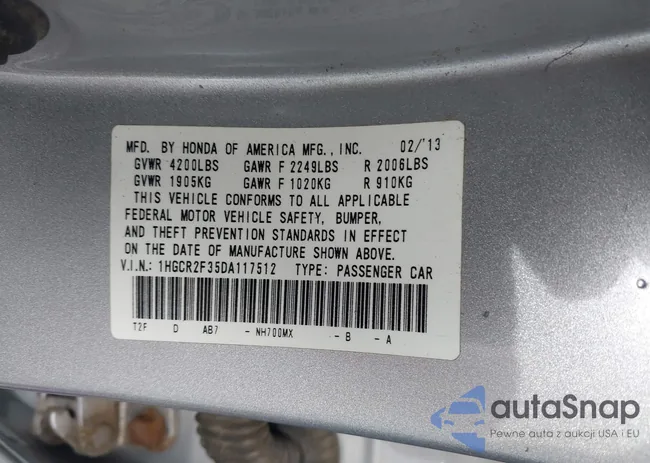 MFD. BY HONDA OF AMERICA MFG., INC. 02/'13
GVWR 4200LBS GAWR F 2249LBS R 2006LBS
GVWR 1905KG GAWR F 1020KG R 910KG
THIS VEHICLE CONFORMS TO ALL APPLICABLE
FEDERAL MOTOR VEHICLE SAFETY, BUMPER,
AND THEFT PREVENTION STANDARDS IN EFFECT
ON THE DATE OF MANUFACTURE SHOWN ABOVE.
V.I.N.: 1HGCR2F35DA117512 TYPE: PASSENGER CAR
T2F D AB7 - NH700MX - B - A
autaSnap
Pewne auta z aukcji USA i EU